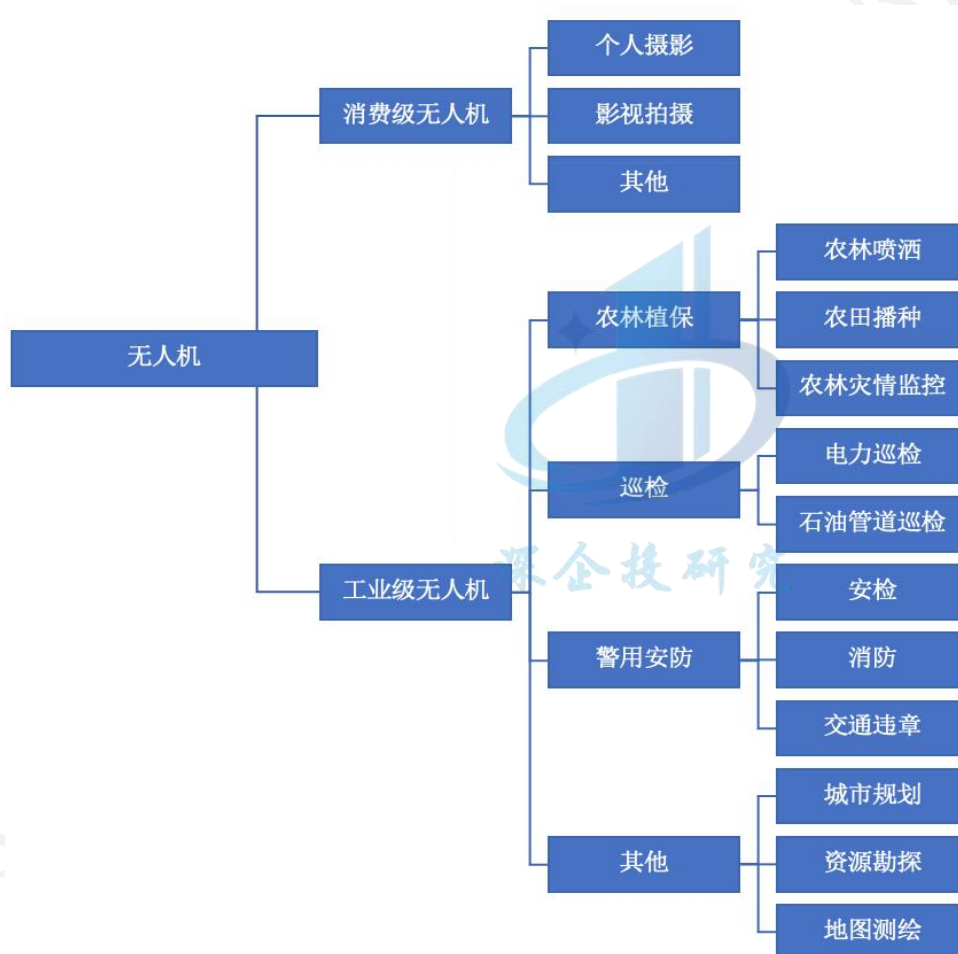 个人摄影
消费级无人机
影视拍摄
其他
农林喷洒
农林植保
农田播种
无人机
农林灾情监控
电力巡检
巡检
石油管道巡检
深企投研究
工业级无人机
安检
警用安防
消防
交通违章
城市规划
其他
资源勘探
地图测绘